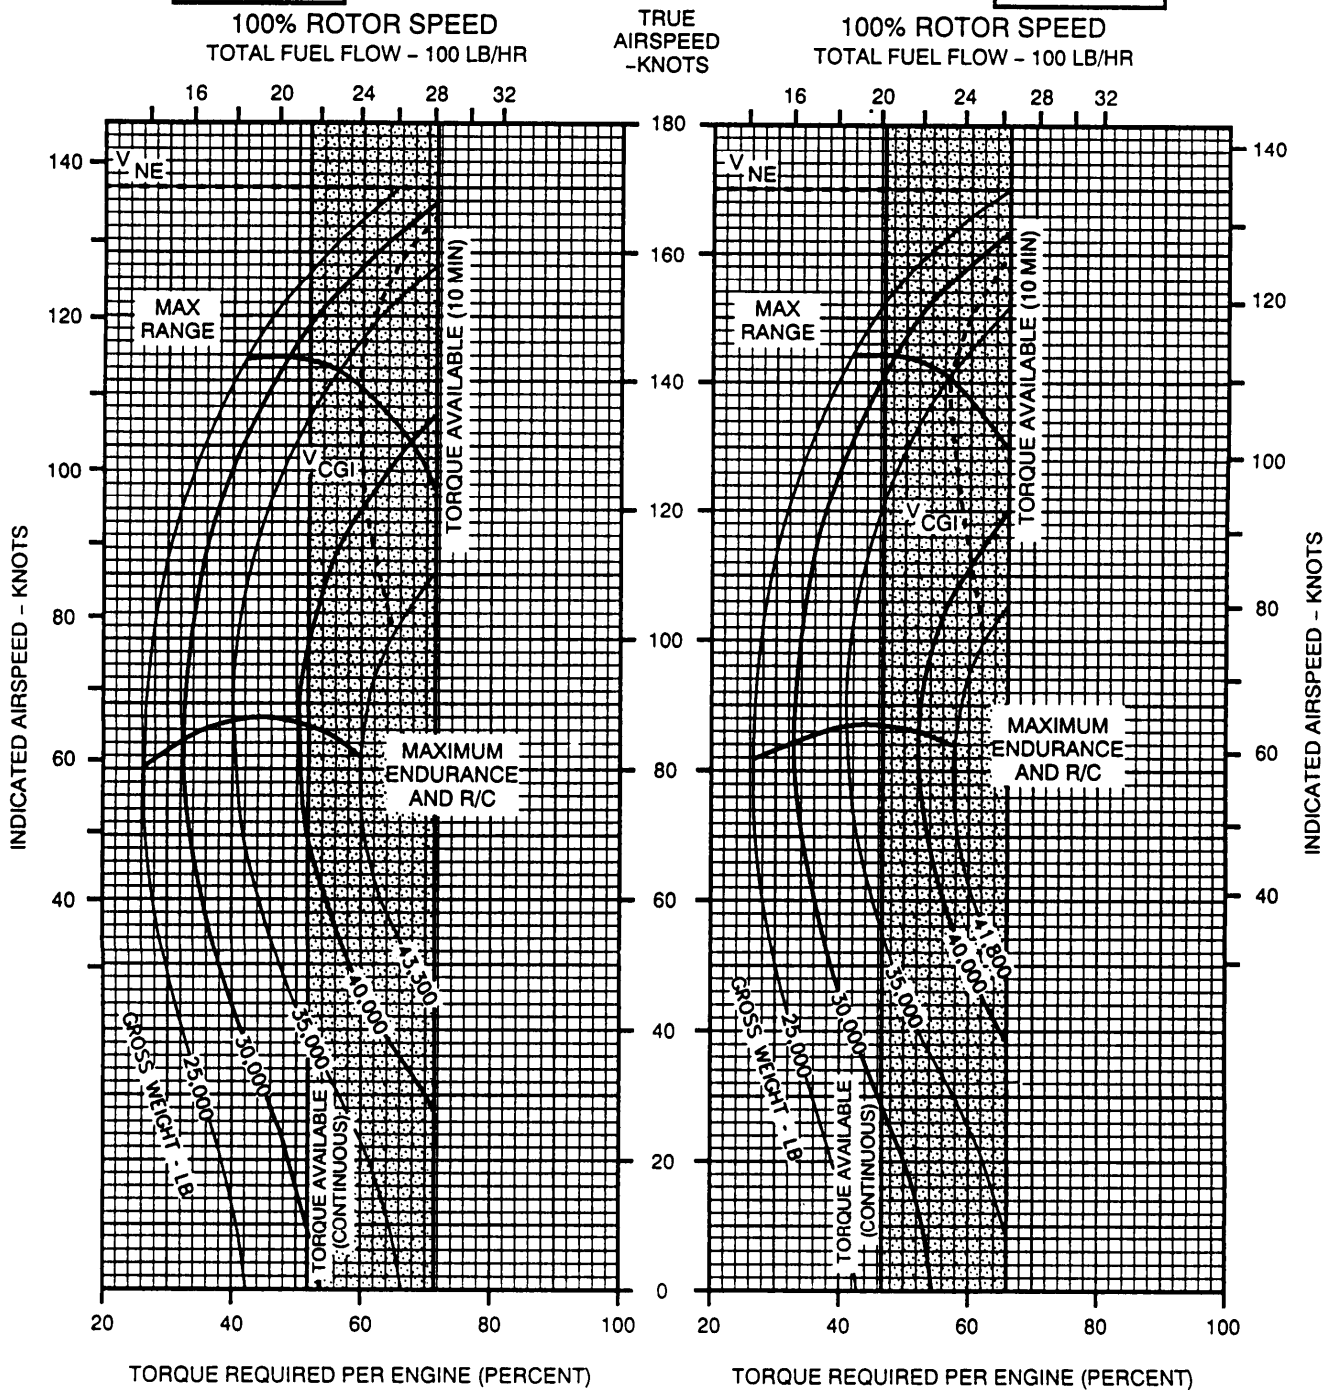 100% ROTOR SPEED
TOTAL FUEL FLOW – 100 LB/HR
16 20 24 28 32
TRUE
AIRSPEED
–KNOTS
100% ROTOR SPEED
TOTAL FUEL FLOW – 100 LB/HR
16 20 24 28 32
INDICATED AIRSPEED – KNOTS
140
120
100
80
60
40
V NE
MAX
RANGE
V CGI
TORQUE AVAILABLE (10 MIN)
MAXIMUM
ENDURANCE
AND R/C
GROSS WEIGHT - LB
25,000
30,000
35,000
40,000
43,300
TORQUE AVAILABLE
(CONTINUOUS)
20 40 60 80 100
TORQUE REQUIRED PER ENGINE (PERCENT)
180
160
140
120
100
80
60
40
20
0
V NE
MAX
RANGE
V CGI
TORQUE AVAILABLE (10 MIN)
MAXIMUM
ENDURANCE
AND R/C
GROSS WEIGHT - LB
25,000
30,000
35,000
40,000
41,800
TORQUE AVAILABLE
(CONTINUOUS)
20 40 60 80 100
TORQUE REQUIRED PER ENGINE (PERCENT)
140
120
100
80
60
40
INDICATED AIRSPEED – KNOTS